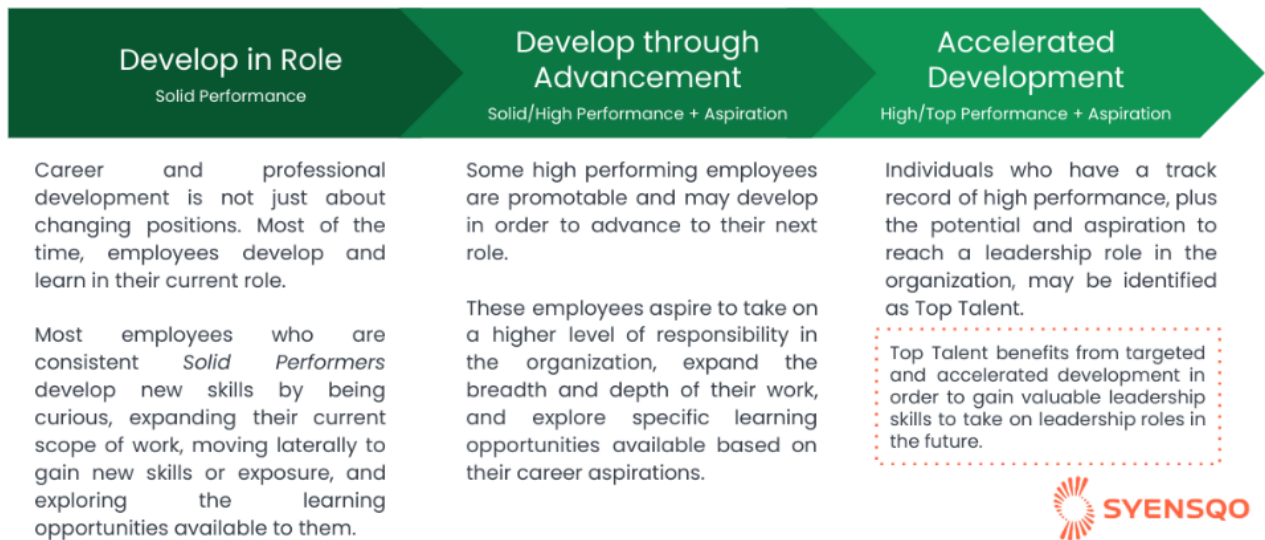 Develop in Role
Solid Performance
Develop through
Advancement
Solid/High Performance + Aspiration
Accelerated
Development
High/Top Performance + Aspiration
Career and professional
development is not just about
changing positions. Most of the
time, employees develop and
learn in their current role.
Most employees who are
consistent Solid Performers
develop new skills by being
curious, expanding their current
scope of work, moving laterally to
gain new skills or exposure, and
exploring the learning
opportunities available to them.
Some high performing employees
are promotable and may develop
in order to advance to their next
role.
These employees aspire to take on
a higher level of responsibility in
the organization, expand the
breadth and depth of their work,
and explore specific learning
opportunities available based on
their career aspirations.
Individuals who have a track
record of high performance, plus
the potential and aspiration to
reach a leadership role in the
organization, may be identified
as Top Talent.
Top Talent benefits from targeted
and accelerated development in
order to gain valuable leadership
skills to take on leadership roles in
the future.
SYENSQO